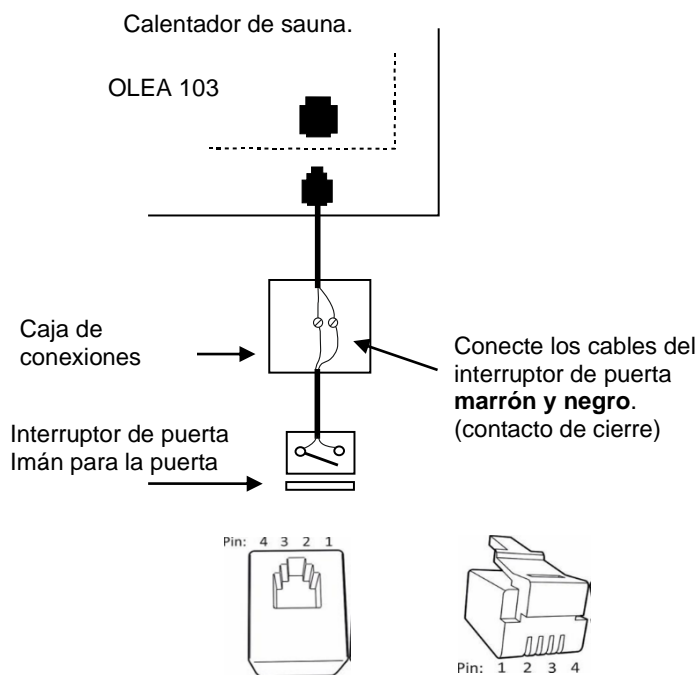 Calentador de sauna.
OLEA 103
Caja de
conexiones
Conecte los cables del
interruptor de puerta
marrón y negro.
(contacto de cierre)
Interruptor de puerta
Imán para la puerta
Pin: 4 3 2 1
Pin: 1 2 3 4